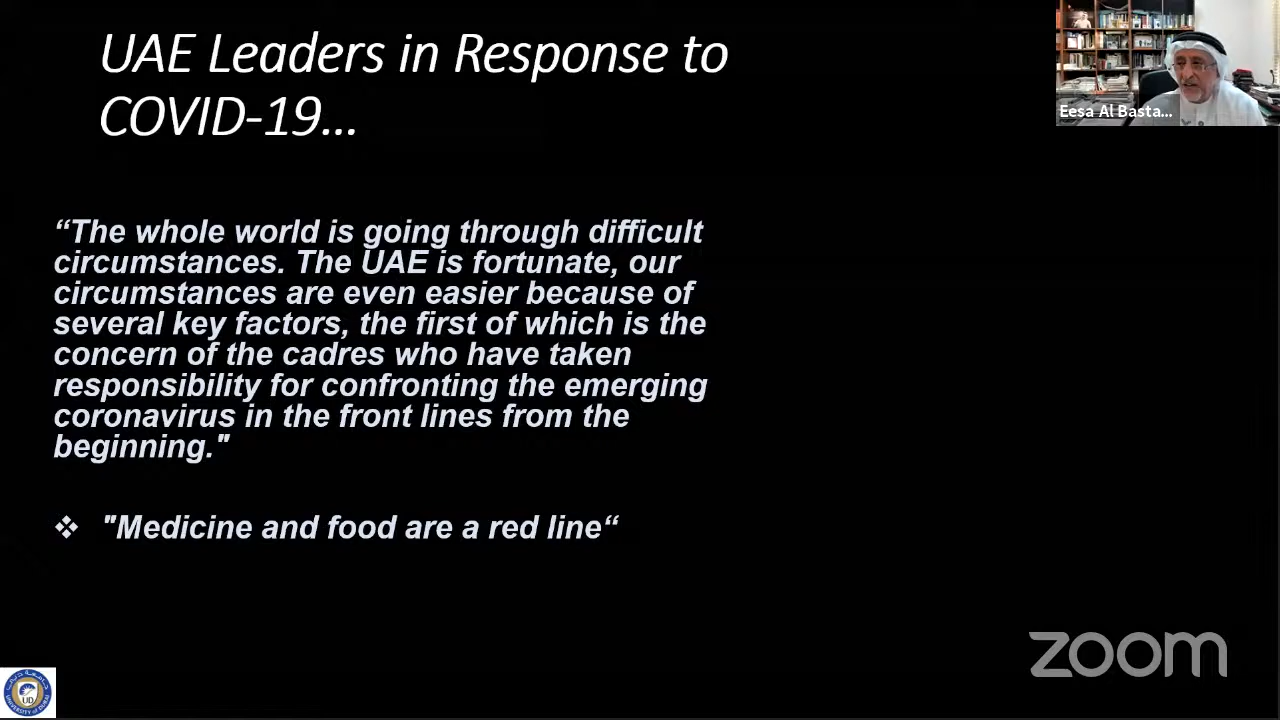 UAE Leaders in Response to
COVID-19...
Eesa Al Basta...
“The whole world is going through difficult
circumstances. The UAE is fortunate, our
circumstances are even easier because of
several key factors, the first of which is the
concern of the cadres who have taken
responsibility for confronting the emerging
coronavirus in the front lines from the
beginning."
❖ "Medicine and food are a red line“
zoom
UD